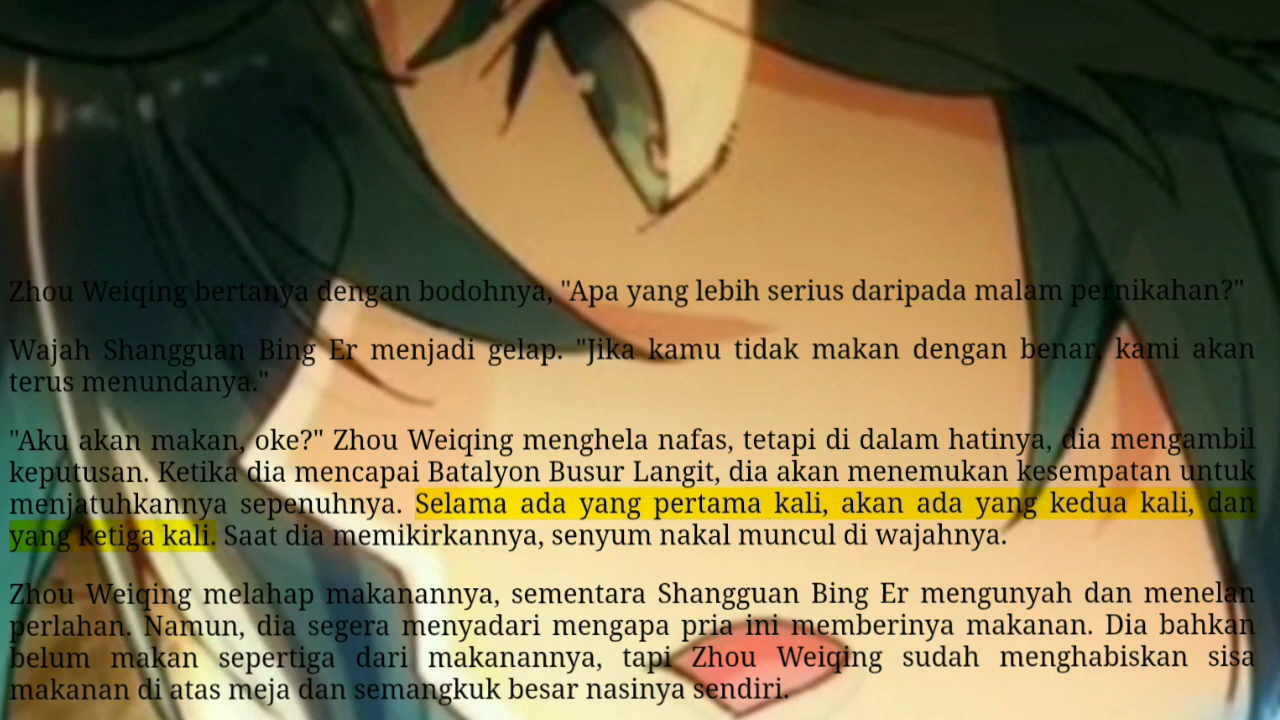 Zhou Weiqing bertanya dengan bodohnya, "Apa yang lebih serius daripada malam pernikahan?"
Wajah Shangguan Bing Er menjadi gelap. "Jika kamu tidak makan dengan benar, kami akan
terus menundanya."
"Aku akan makan, oke?" Zhou Weiqing menghela nafas, tetapi di dalam hatinya, dia mengambil
keputusan. Ketika dia mencapai Batalyon Busur Langit, dia akan menemukan kesempatan untuk
menjatuhkannya sepenuhnya. Selama ada yang pertama kali, akan ada yang kedua kali, dan
yang ketiga kali. Saat dia memikirkannya, senyum nakal muncul di wajahnya.
Zhou Weiqing melahap makanannya, sementara Shangguan Bing Er mengunyah dan menelan
perlahan. Namun, dia segera menyadari mengapa pria ini memberinya makanan. Dia bahkan
belum makan sepertiga dari makanannya, tapi Zhou Weiqing sudah menghabiskan sisa
makanan di atas meja dan semangkuk besar nasinya sendiri.